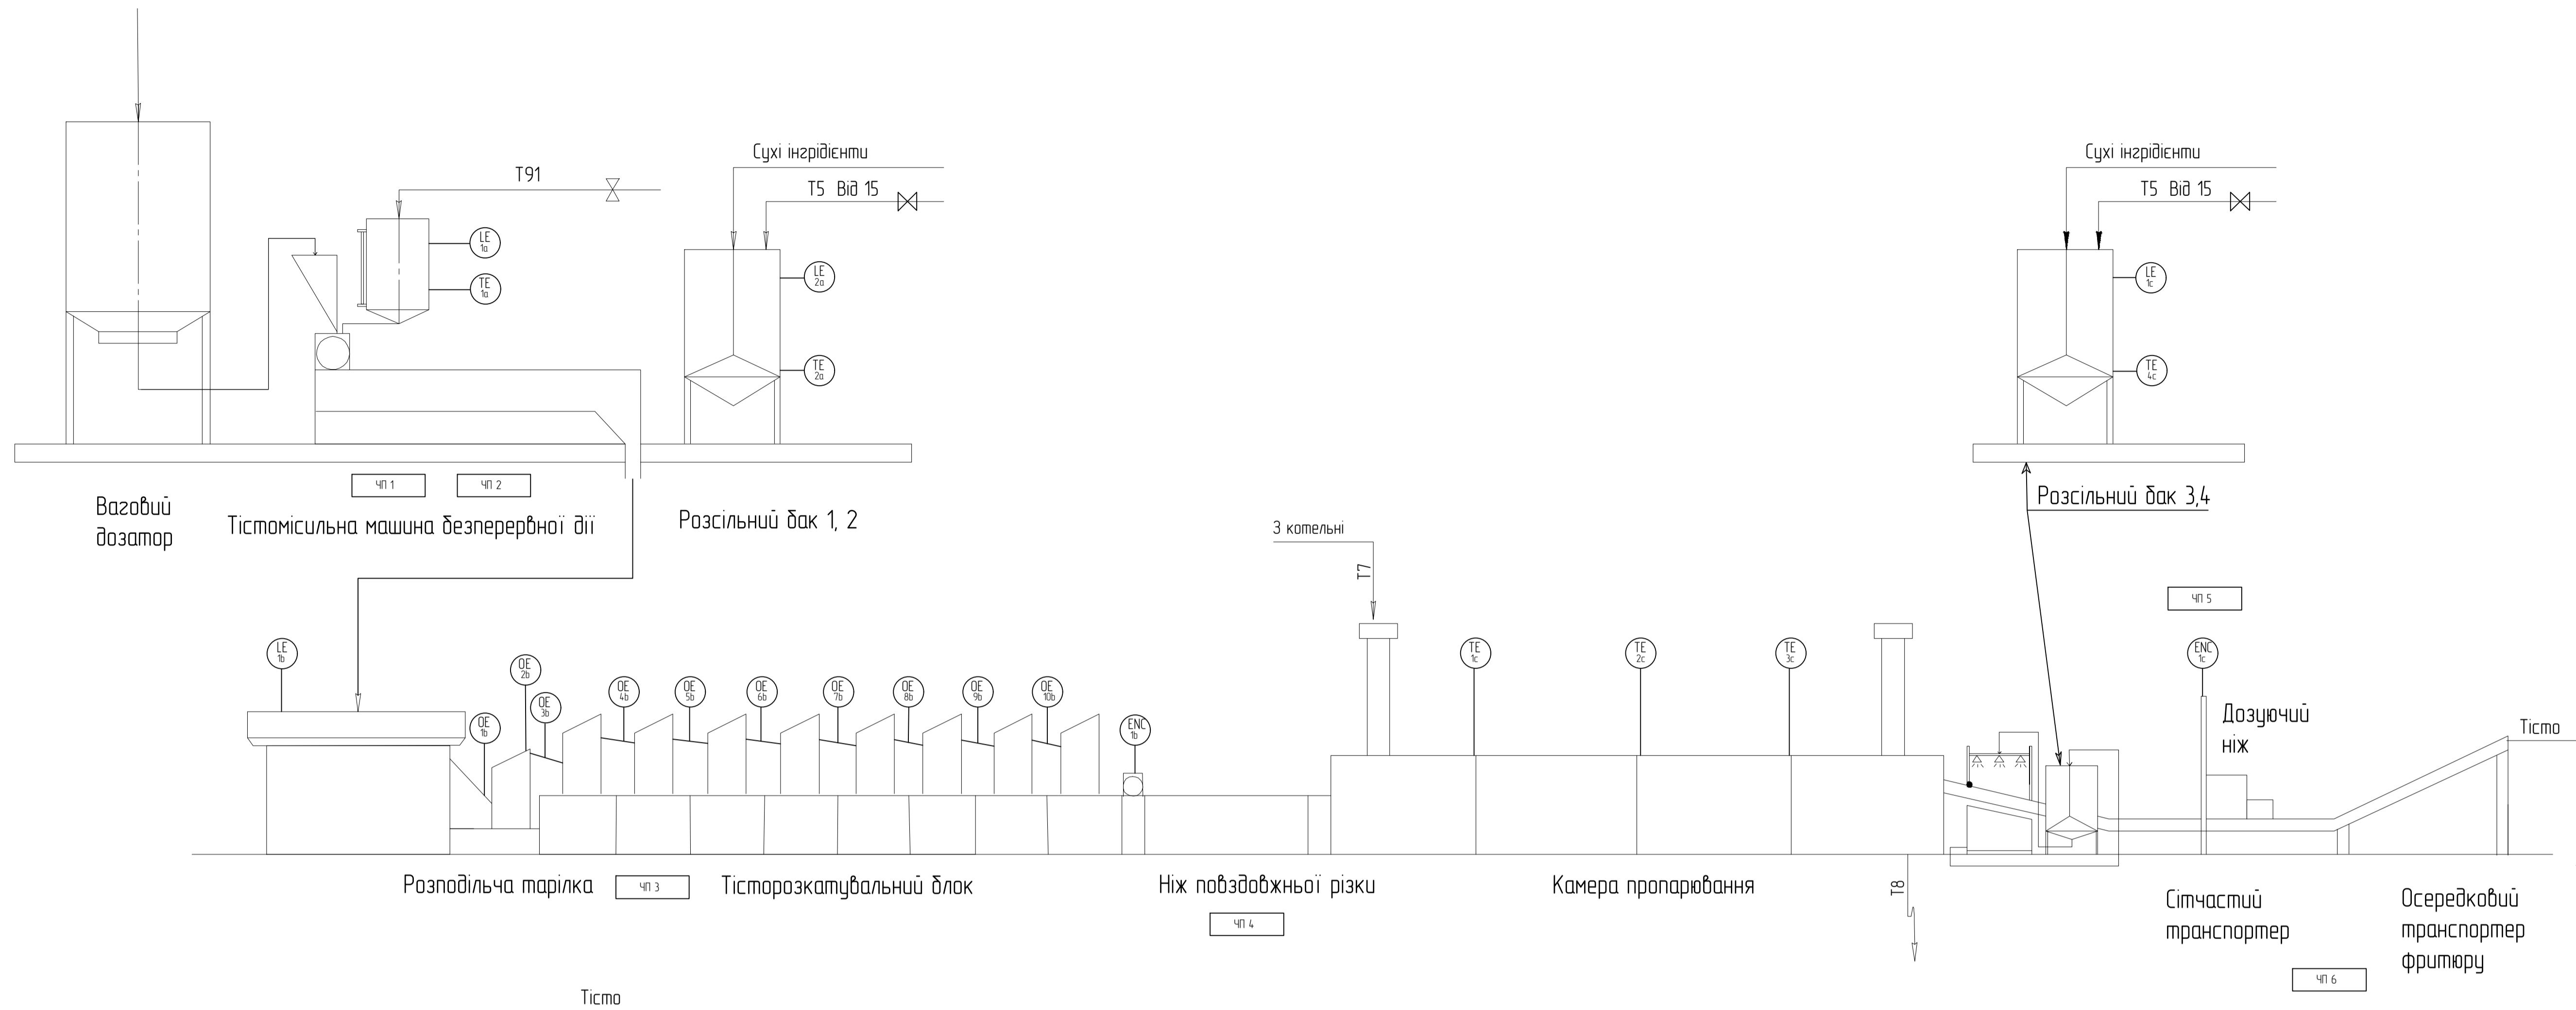 Сухі інгрідієнти
Сухі інгрідієнти
T91
T5 Від 15
T5 Від 15
LE
1a
TE
1a
LE
2a
TE
2a
LE
1c
TE
4c
ЧП 1
ЧП 2
Ваговий
дозатор
Тістомісильна машина безперервної дії
Розсільний бак 1, 2
Розсільний бак 3,4
З котельні
T7
ЧП 5
LE
1b
OE
1b
OE
2b
OE
3b
OE
4b
OE
5b
OE
6b
OE
7b
OE
8b
OE
9b
OE
10b
ENC
1b
TE
1c
TE
2c
TE
3c
ENC
1c
Дозуючий
ніж
Тісто
Розподільча тарілка
ЧП 3
Тісторозкатувальний блок
Ніж повздовжньої різки
ЧП 4
Камера пропарювання
T8
Сітчастий
транспортер
Осередковий
транспортер
фритюру
ЧП 6
Тісто